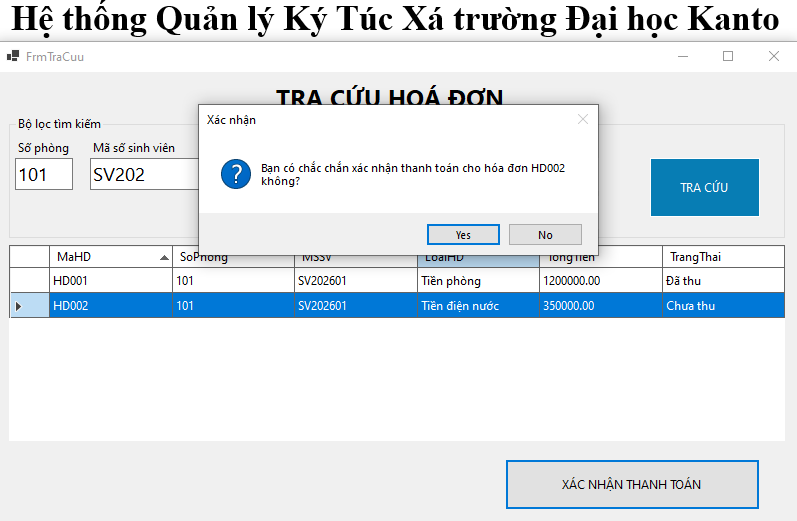 Hệ thống Quản lý Ký Túc Xá trường Đại học Kanto
FrmTraCuu
TRA CỨU HOÁ ĐƠN
Xác nhận
Bộ lọc tìm kiếm
Số phòng Mã số sinh viên
101 SV202
Bạn có chắc chắn xác nhận thanh toán cho hóa đơn HD002
không?
TRA CỨU
Yes No
MaHD SoPhong MSSV LoaiHD TongTien TrangThai
HD001 101 SV202601 Tiền phòng 1200000.00 Đã thu
HD002 101 SV202601 Tiền điện nước 350000.00 Chưa thu
XÁC NHẬN THANH TOÁN